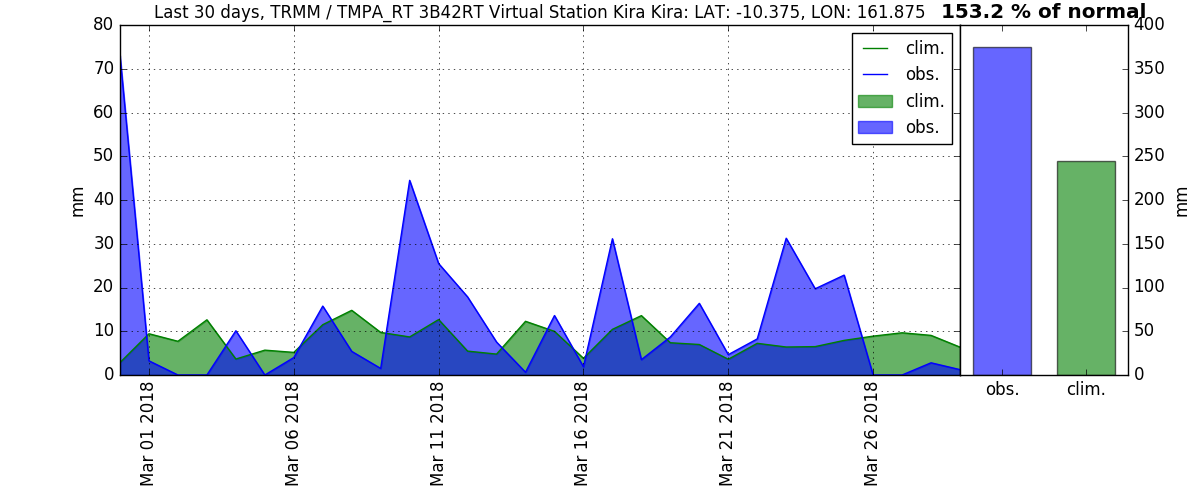 Last 30 days, TRMM / TMPA_RT 3B42RT Virtual Station Kira Kira: LAT: -10.375, LON: 161.875 153.2 % of normal
80
70
60
50
40
30
20
10
0
mm
clim.
obs.
clim.
obs.
Mar 01 2018
Mar 06 2018
Mar 11 2018
Mar 16 2018
Mar 21 2018
Mar 26 2018
400
350
300
250
200
150
100
50
0
mm
obs. clim.